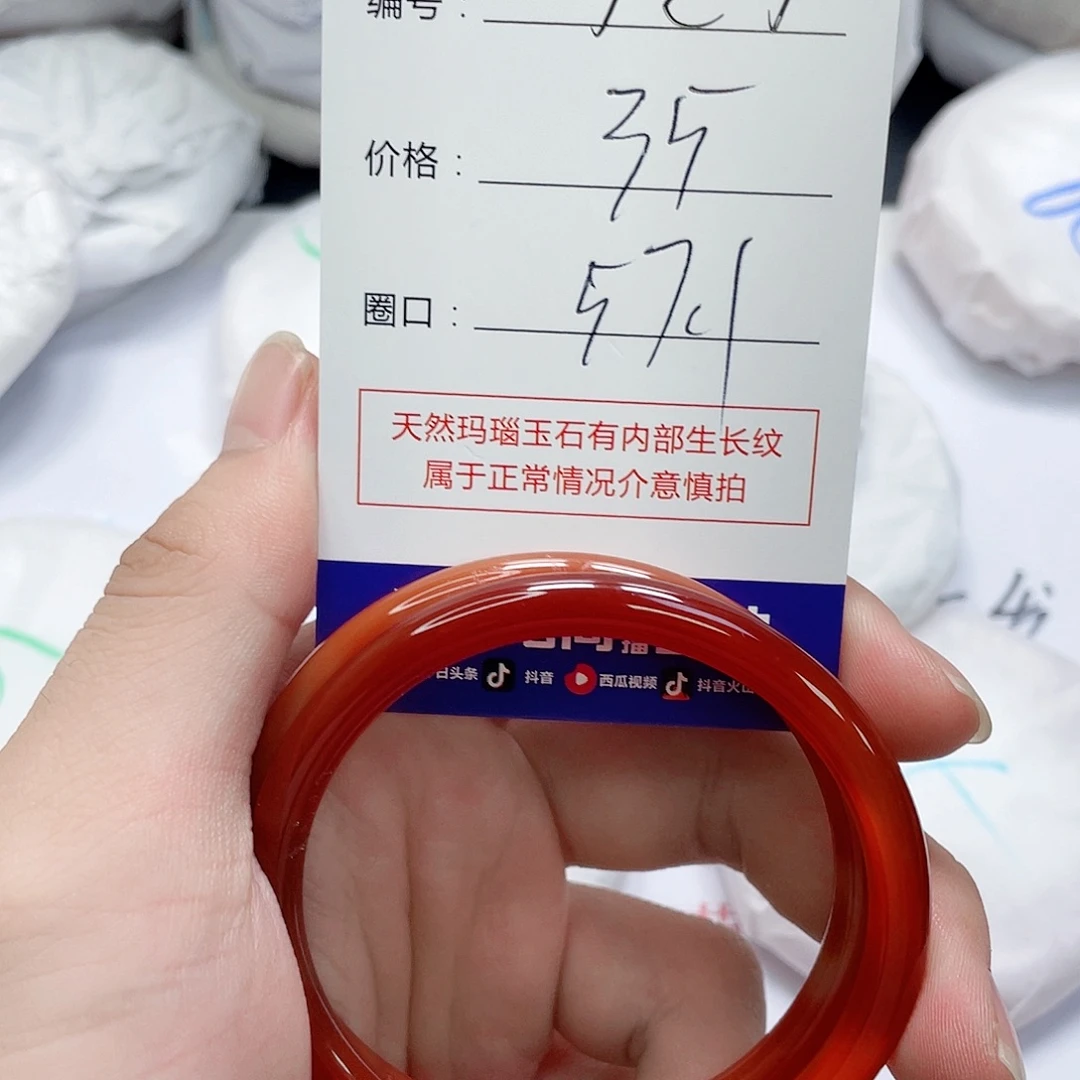 编号：
价格：35
圈口：57
天然玛瑙玉石有内部生长纹
属于正常情况介意慎拍
日头条 抖音 西瓜视频 抖音火山